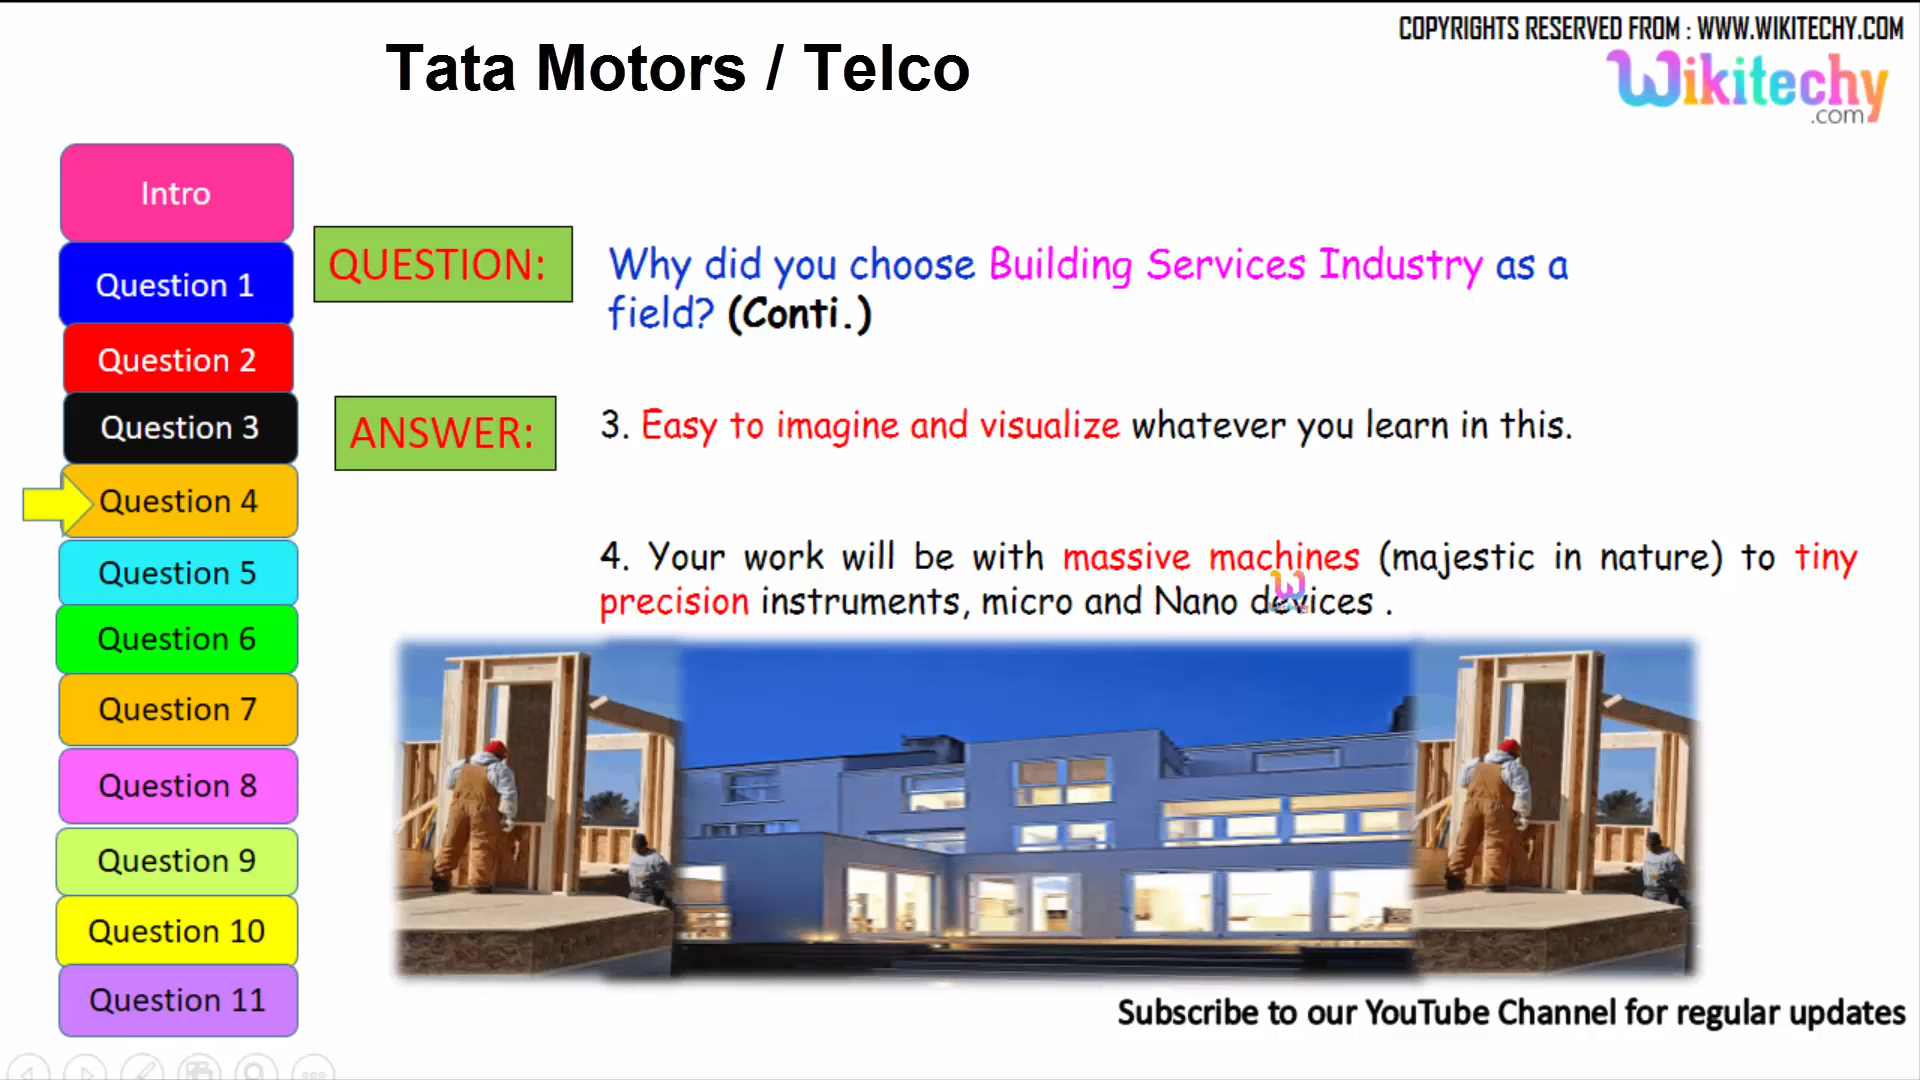 COPYRIGHTS RESERVED FROM : WWW.WIKITECHY.COM
Tata Motors / Telco
Wikitechy
.com
Intro
Question 1
Question 2
Question 3
Question 4
Question 5
Question 6
Question 7
Question 8
Question 9
Question 10
Question 11
QUESTION:
Why did you choose Building Services Industry as a
field? (Conti.)
ANSWER:
3. Easy to imagine and visualize whatever you learn in this.
4. Your work will be with massive machines (majestic in nature) to tiny
precision instruments, micro and Nano devices .
Subscribe to our YouTube Channel for regular updates